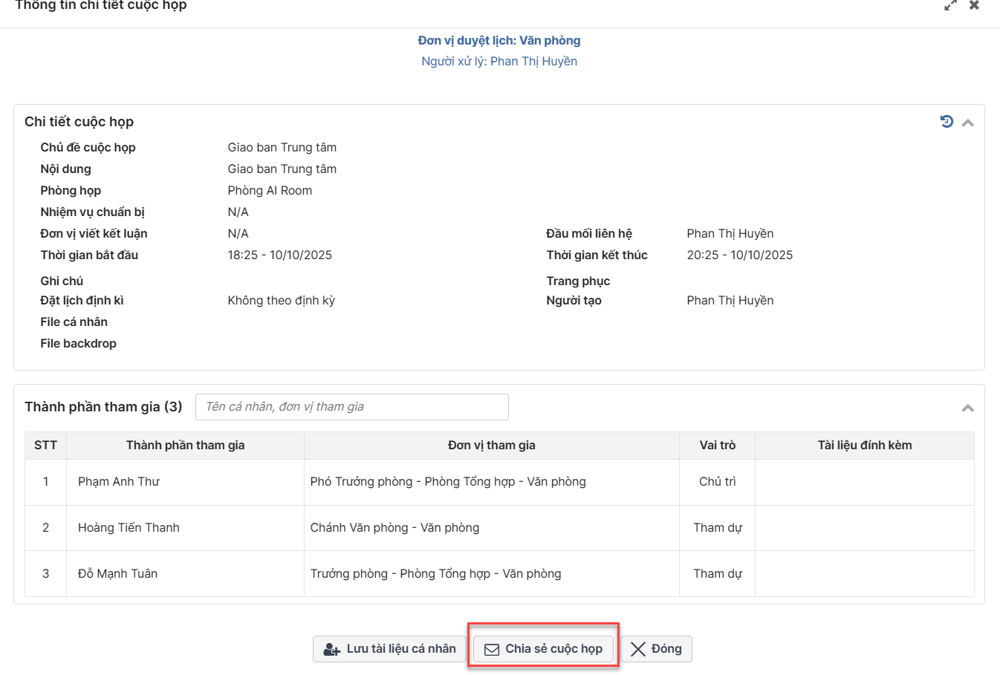 Thông tin chi tiết cuộc họp
Đơn vị duyệt lịch: Văn phòng
Người xử lý: Phan Thị Huyền
Chi tiết cuộc họp
Chủ đề cuộc họp Giao ban Trung tâm
Nội dung Giao ban Trung tâm
Phòng họp Phòng AI Room
Nhiệm vụ chuẩn bị N/A
Đơn vị viết kết luận N/A Đầu mối liên hệ Phan Thị Huyền
Thời gian bắt đầu 18:25 - 10/10/2025 Thời gian kết thúc 20:25 - 10/10/2025
Ghi chú Trang phục
Đặt lịch định kì Không theo định kỳ Người tạo Phan Thị Huyền
File cá nhân
File backdrop
Thành phần tham gia (3) Tên cá nhân, đơn vị tham gia
STT Thành phần tham gia Đơn vị tham gia Vai trò Tài liệu đính kèm
1 Phạm Anh Thư Phó Trưởng phòng - Phòng Tổng hợp - Văn phòng Chủ trì
2 Hoàng Tiến Thanh Chánh Văn phòng - Văn phòng Tham dự
3 Đỗ Mạnh Tuân Trưởng phòng - Phòng Tổng hợp - Văn phòng Tham dự
Lưu tài liệu cá nhân Chia sẻ cuộc họp Đóng